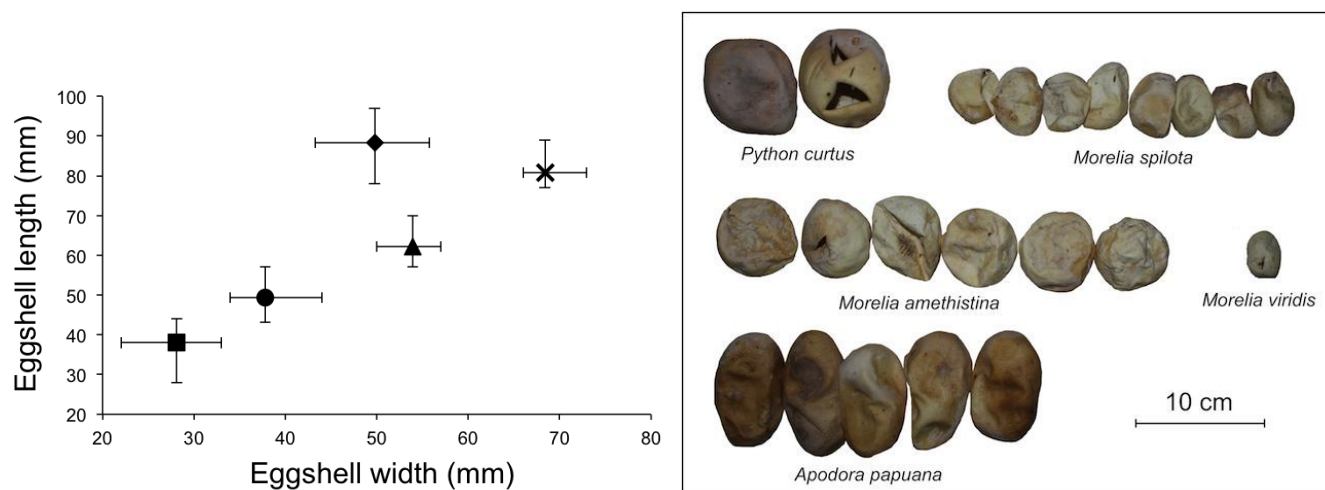 Eggshell length (mm)
100
90
80
70
60
50
40
30
20
20 30 40 50 60 70 80
Eggshell width (mm)
Python curtus
Morelia spilota
Morelia amethistina
Morelia viridis
Apodora papuana
10 cm